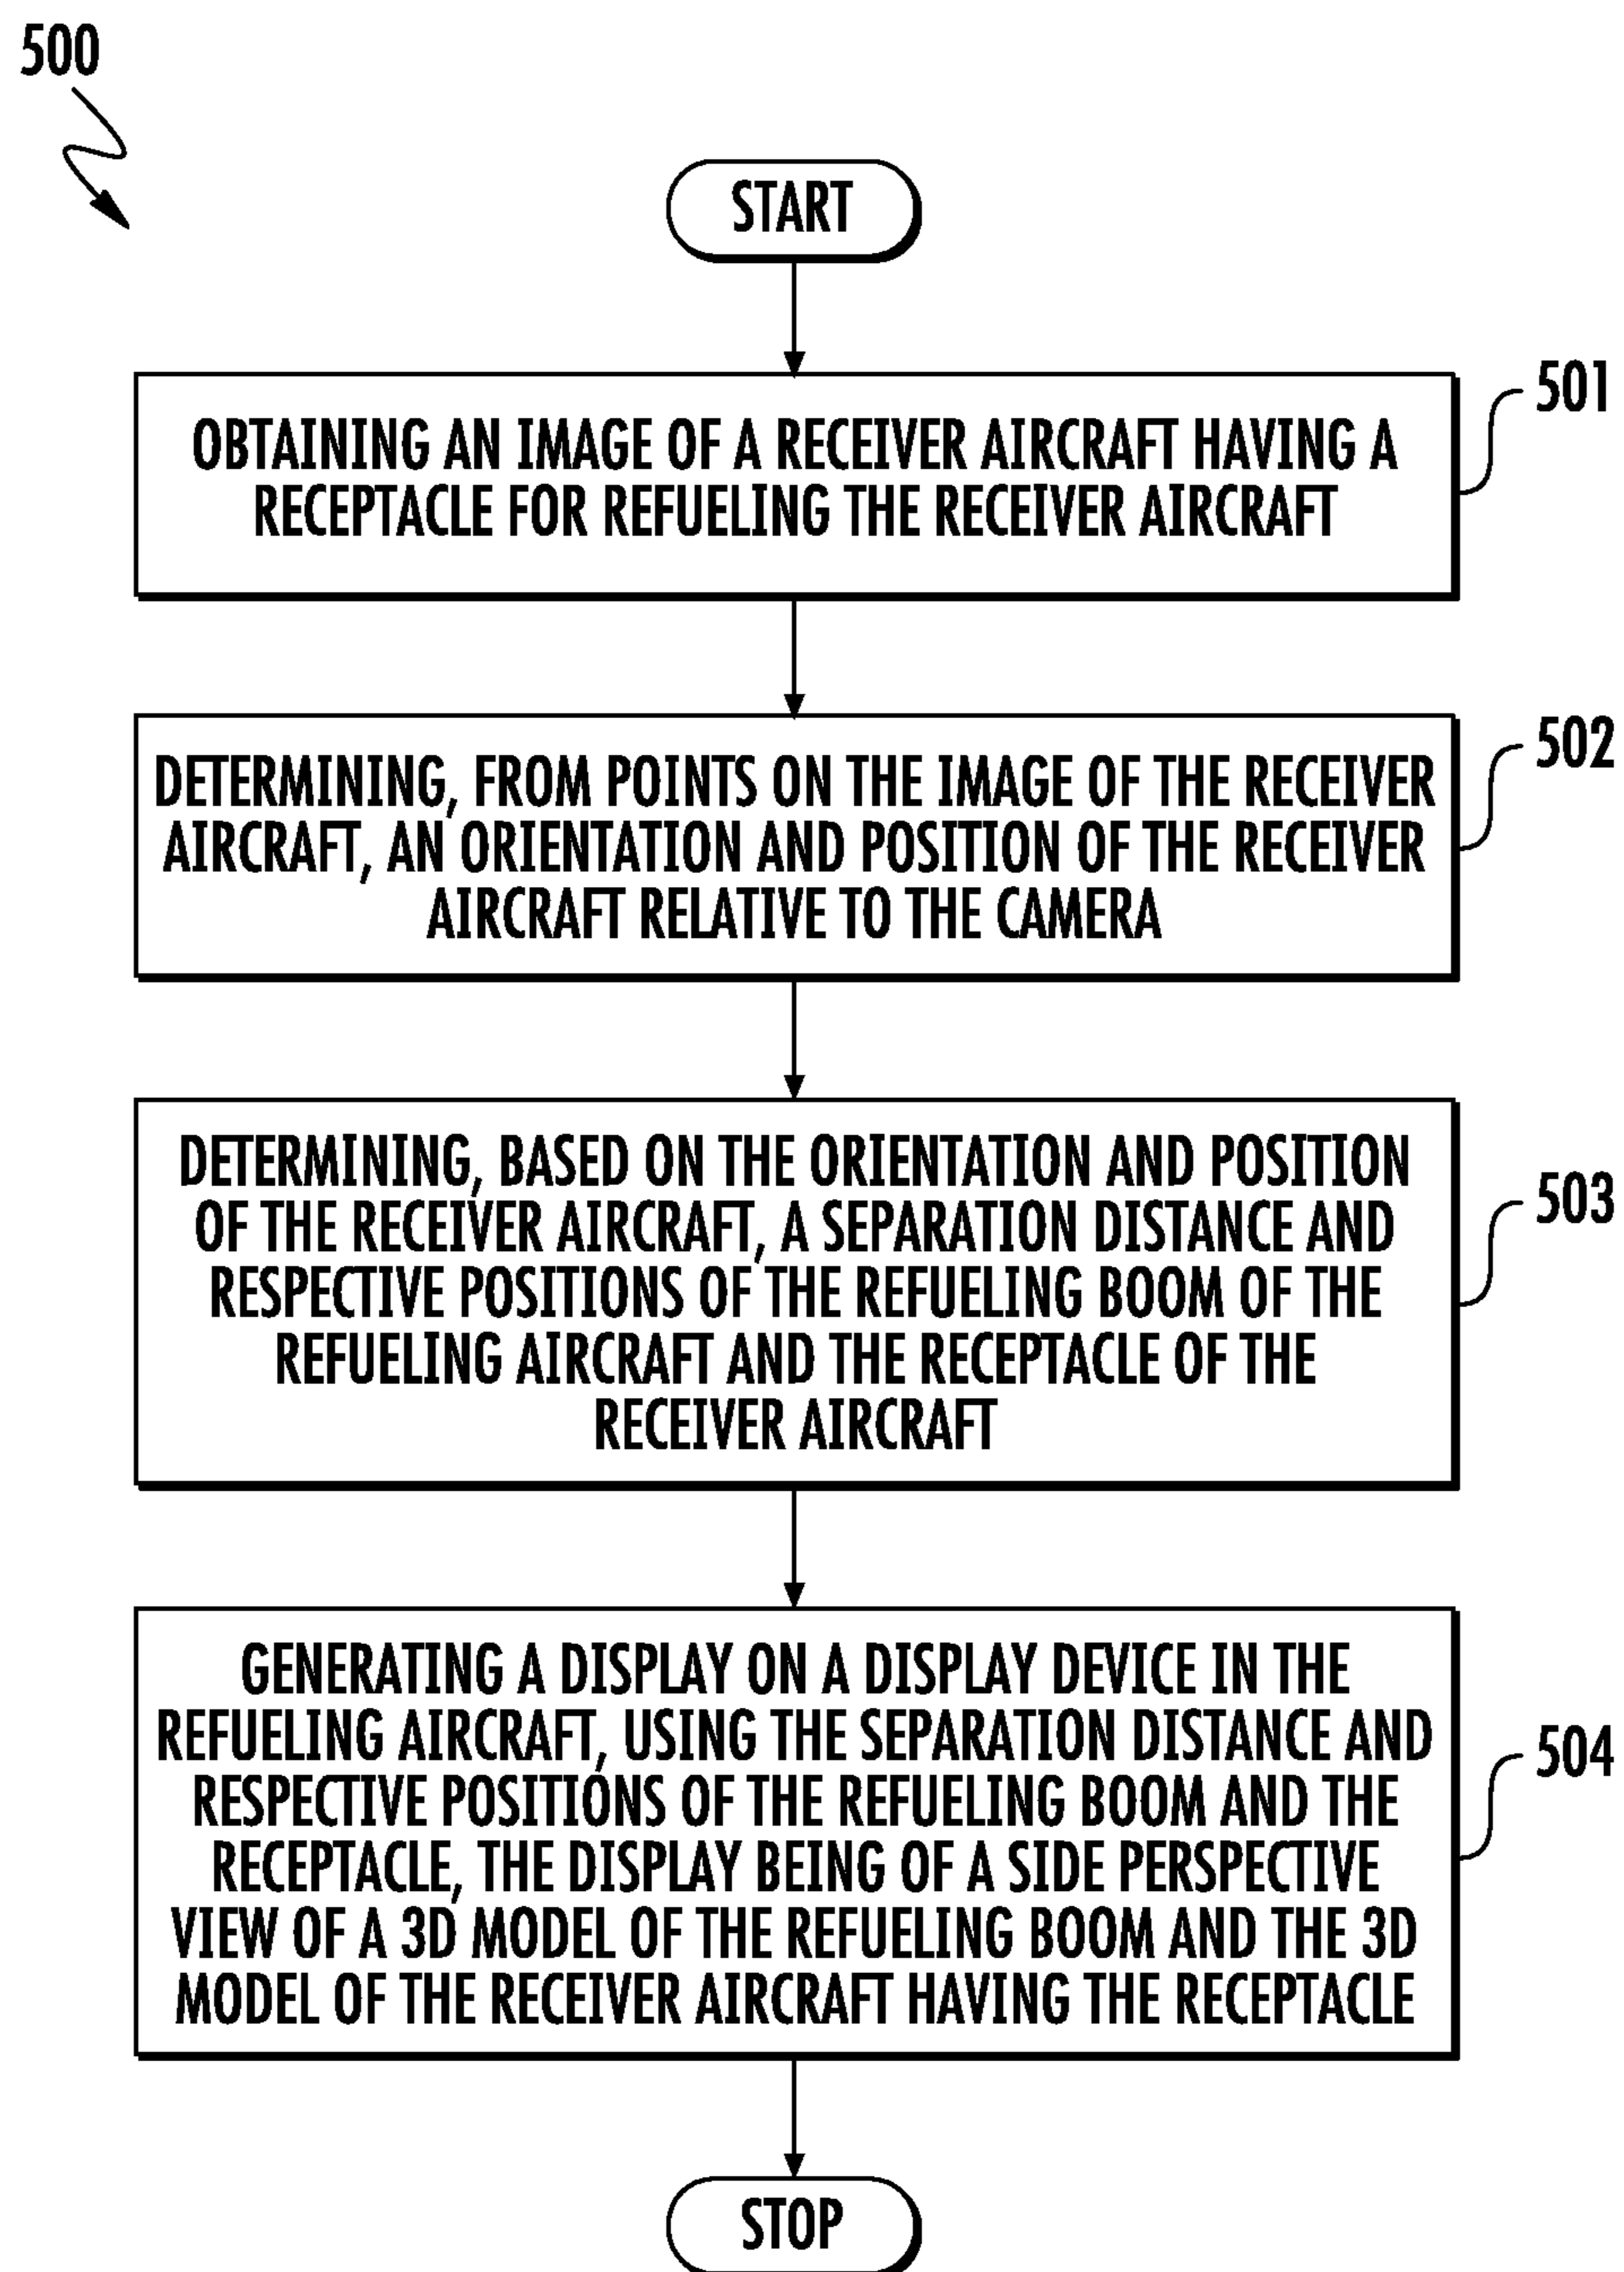 500
START
501
OBTAINING AN IMAGE OF A RECEIVER AIRCRAFT HAVING A
RECEPTACLE FOR REFUELING THE RECEIVER AIRCRAFT
502
DETERMINING, FROM POINTS ON THE IMAGE OF THE RECEIVER
AIRCRAFT, AN ORIENTATION AND POSITION OF THE RECEIVER
AIRCRAFT RELATIVE TO THE CAMERA
503
DETERMINING, BASED ON THE ORIENTATION AND POSITION
OF THE RECEIVER AIRCRAFT, A SEPARATION DISTANCE AND
RESPECTIVE POSITIONS OF THE REFUELING BOOM OF THE
REFUELING AIRCRAFT AND THE RECEPTACLE OF THE
RECEIVER AIRCRAFT
504
GENERATING A DISPLAY ON A DISPLAY DEVICE IN THE
REFUELING AIRCRAFT, USING THE SEPARATION DISTANCE AND
RESPECTIVE POSITIONS OF THE REFUELING BOOM AND THE
RECEPTACLE, THE DISPLAY BEING OF A SIDE PERSPECTIVE
VIEW OF A 3D MODEL OF THE REFUELING BOOM AND THE 3D
MODEL OF THE RECEIVER AIRCRAFT HAVING THE RECEPTACLE
STOP